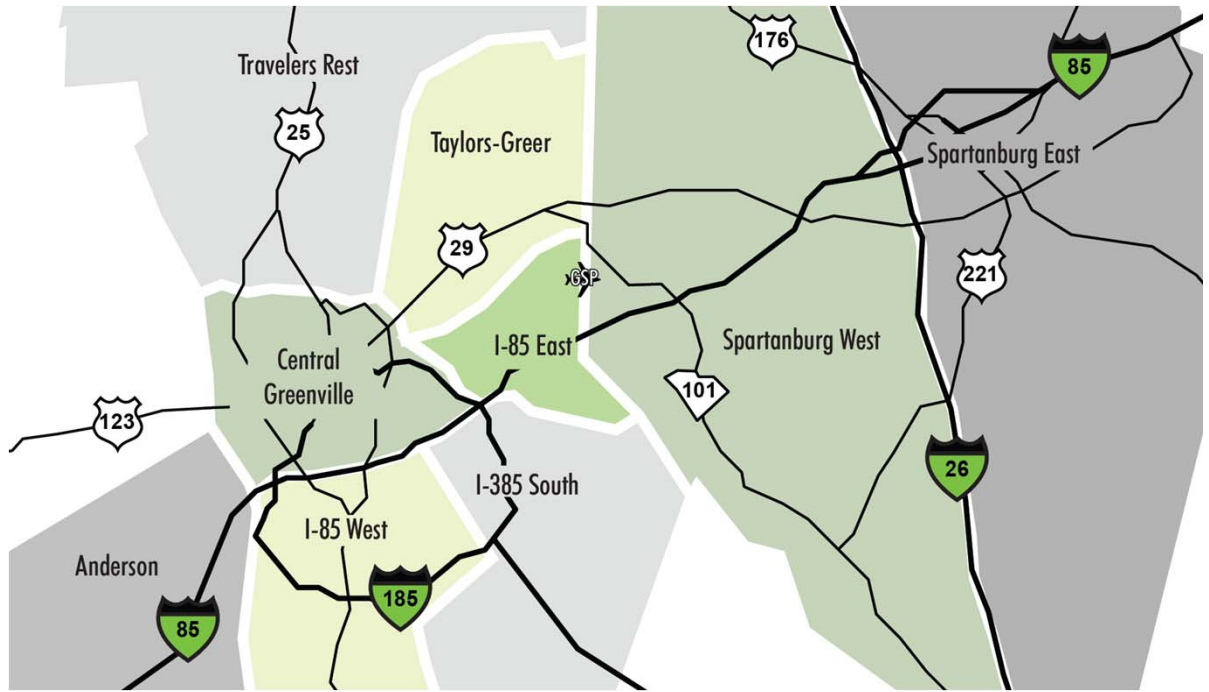 176
85
Travelers Rest
25
Taylors-Greer
Spartanburg East
29
GSP
221
I-85 East
Spartanburg West
Central
Greenville
101
123
26
I-385 South
I-85 West
Anderson
185
85